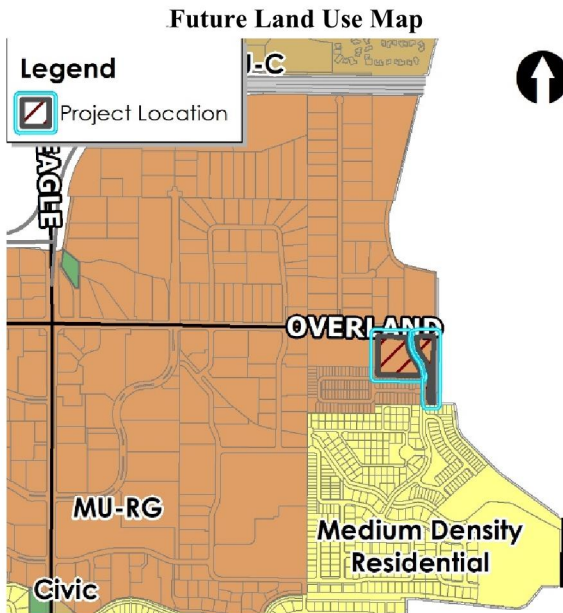 Future Land Use Map
Legend
Project Location
EAGLE
OVERLAND
MU-RG
Medium Density
Residential
Civic